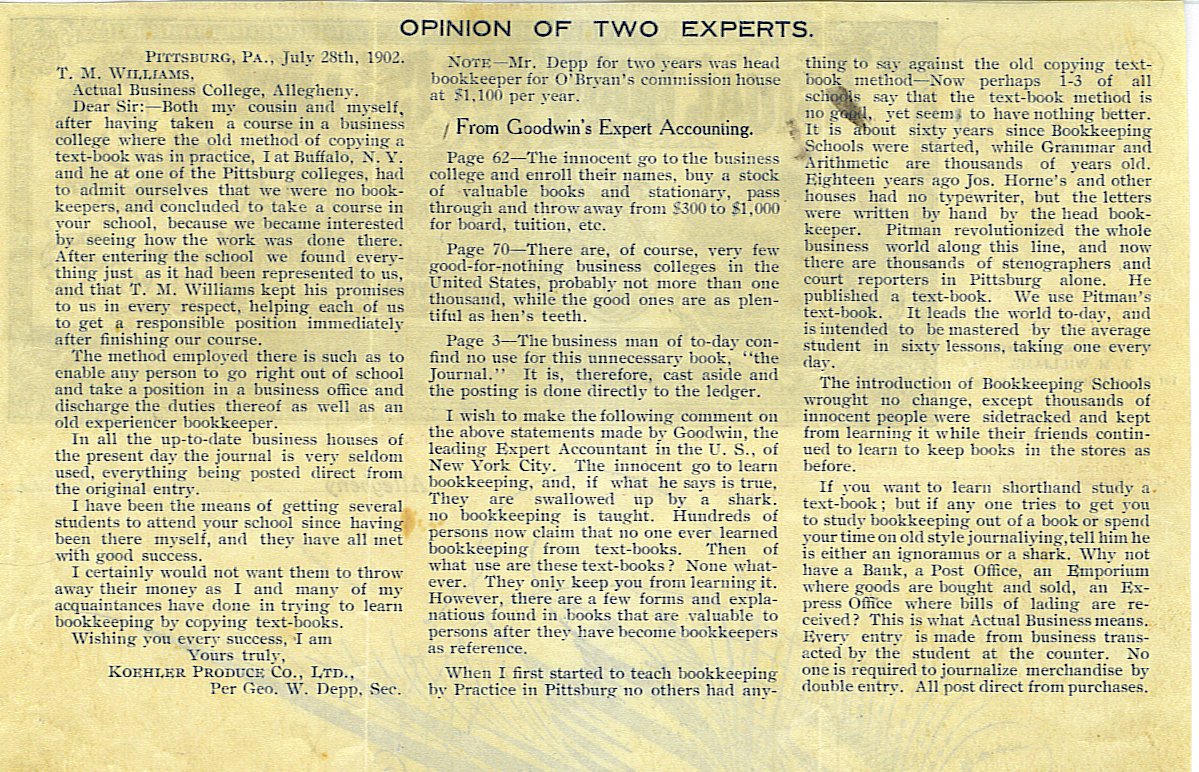 OPINION OF TWO EXPERTS.
PITTSBURG, PA., July 28th, 1902.
T. M. WILLIAMS,
Actual Business College, Allegheny.
Dear Sir:—Both my cousin and myself,
after having taken a course in a business
college where the old method of copying a
text-book was in practice, I at Buffalo, N. Y.
and he at one of the Pittsburg colleges, had
to admit ourselves that we were no book-
keepers, and concluded to take a course in
your school, because we became interested
by seeing how the work was done there.
After entering the school we found every-
thing just as it had been represented to us,
and that T. M. Williams kept his promises
to us in every respect, helping each of us
to get a responsible position immediately
after finishing our course.
The method employed there is such as to
enable any person to go right out of school
and take a position in a business office and
discharge the duties thereof as well as an
old experiencer bookkeeper.
In all the up-to-date business houses of
the present day the journal is very seldom
used, everything being posted direct from
the original entry.
I have been the means of getting several
students to attend your school since having
been there myself, and they have all met
with good success.
I certainly would not want them to throw
away their money as I and many of my
acquaintances have done in trying to learn
bookkeeping by copying text-books.
Wishing you every success, I am
Yours truly,
KOEHLER PRODUCE CO., LTD.,
Per Geo. W. Depp, Sec.
NOTE—Mr. Depp for two years was head
bookkeeper for O'Bryan's commission house
at $1,100 per year.
From Goodwin's Expert Accounting.
Page 62—The innocent go to the business
college and enroll their names, buy a stock
of valuable books and stationary, pass
through and throw away from $300 to $1,000
for board, tuition, etc.
Page 70—There are, of course, very few
good-for-nothing business colleges in the
United States, probably not more than one
thousand, while the good ones are as plen-
tiful as hen's teeth.
Page 3—The business man of to-day con-
find no use for this unnecessary book, "the
Journal." It is, therefore, cast aside and
the posting is done directly to the ledger.
I wish to make the following comment on
the above statements made by Goodwin, the
leading Expert Accountant in the U. S., of
New York City. The innocent go to learn
bookkeeping, and, if what he says is true,
They are swallowed up by a shark.
no bookkeeping is taught. Hundreds of
persons now claim that no one ever learned
bookkeeping from text-books. Then of
what use are these text-books? None what-
ever. They only keep you from learning it.
However, there are a few forms and expla-
natious found in books that are valuable to
persons after they have become bookkeepers
as reference.
When I first started to teach bookkeeping
by Practice in Pittsburg no others had any-
thing to say against the old copying text-
book method—Now perhaps 1-3 of all
schools say that the text-book method is
no good, yet seem to have nothing better.
It is about sixty years since Bookkeeping
Schools were started, while Grammar and
Arithmetic are thousands of years old.
Eighteen years ago Jos. Horne's and other
houses had no typewriter, but the letters
were written by hand by the head book-
keeper. Pitman revolutionized the whole
business world along this line, and now
there are thousands of stenographers and
court reporters in Pittsburg alone. He
published a text-book. We use Pitman's
text-book. It leads the world to-day, and
is intended to be mastered by the average
student in sixty lessons, taking one every
day.
The introduction of Bookkeeping Schools
wrought no change, except thousands of
innocent people were sidetracked and kept
from learning it while their friends contin-
ued to learn to keep books in the stores as
before.
If you want to learn shorthand study a
text-book; but if any one tries to get you
to study bookkeeping out of a book or spend
your time on old style journaliying, tell him he
is either an ignoramus or a shark. Why not
have a Bank, a Post Office, an Emporium
where goods are bought and sold, an Ex-
press Office where bills of lading are re-
ceived? This is what Actual Business means.
Every entry is made from business trans-
acted by the student at the counter. No
one is required to journalize merchandise by
double entry. All post direct from purchases.